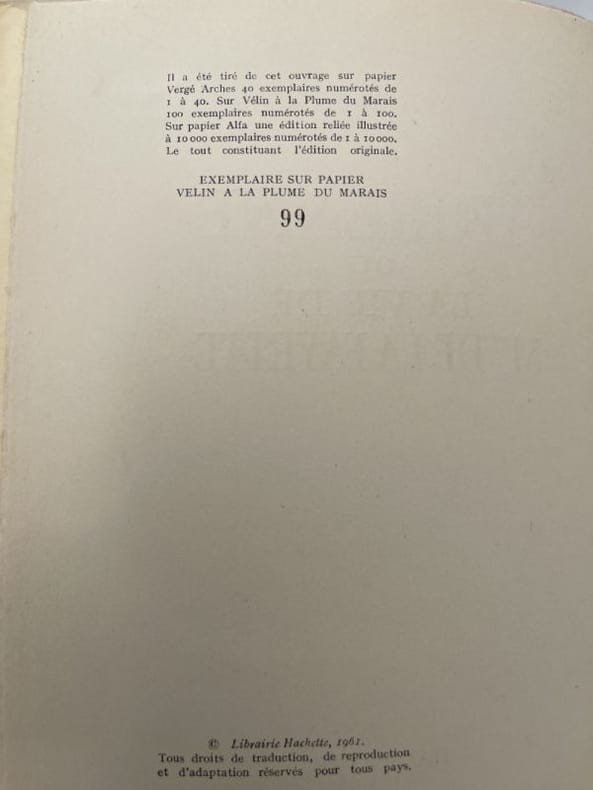 Il a été tiré de cet ouvrage sur papier
Vergé Arches 40 exemplaires numérotés de
1 à 40. Sur Vélin à la Plume du Marais
100 exemplaires numérotés de 1 à 100.
Sur papier Alfa une édition reliée illustrée
à 10 000 exemplaires numérotés de 1 à 10 000.
Le tout constituant l'édition originale.
EXEMPLAIRE SUR PAPIER
VELIN A LA PLUME DU MARAIS
99
© Librairie Hachette, 1961.
Tous droits de traduction, de reproduction
et d'adaptation réservés pour tous pays.